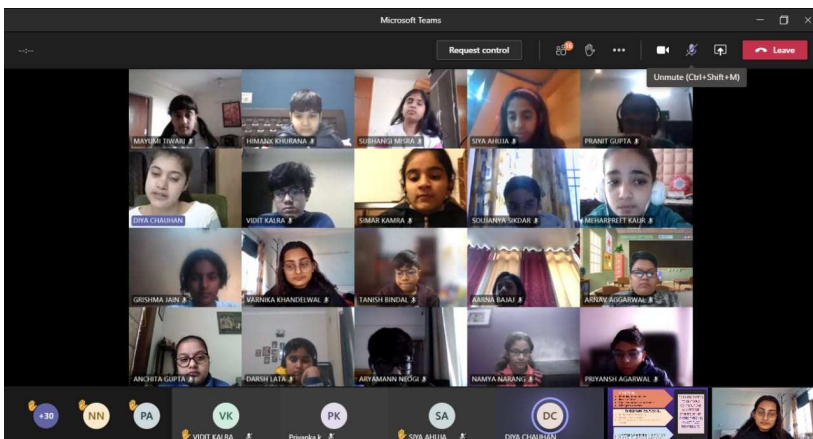 Microsoft Teams
--:--
Request control
36
Leave
Unmute (Ctrl+Shift+M)
MAYUMI TIWARI
HIMANK KHURANA
SUBHANGI MISRA
SIYA AHUJA
PRANIT GUPTA
DIYA CHAUHAN
VIDIT KALRA
SIMAR KAMRA
SOUJANYA SIKDAR
MEHARPREET KAUR
GRISHMA JAIN
VARNIKA KHANDELWAL
TANISH BINDAL
AARNA BAJAJ
ARNAV AGGARWAL
ANCHITA GUPTA
DARSH LATA
ARYAMANN NEOGI
NAMYA NARANG
PRIYANSH AGARWAL
+30
NN
PA
VK
PK
SA
DC
VIDIT KALRA
Priyanka k
SIYA AHUJA
DIYA CHAUHAN